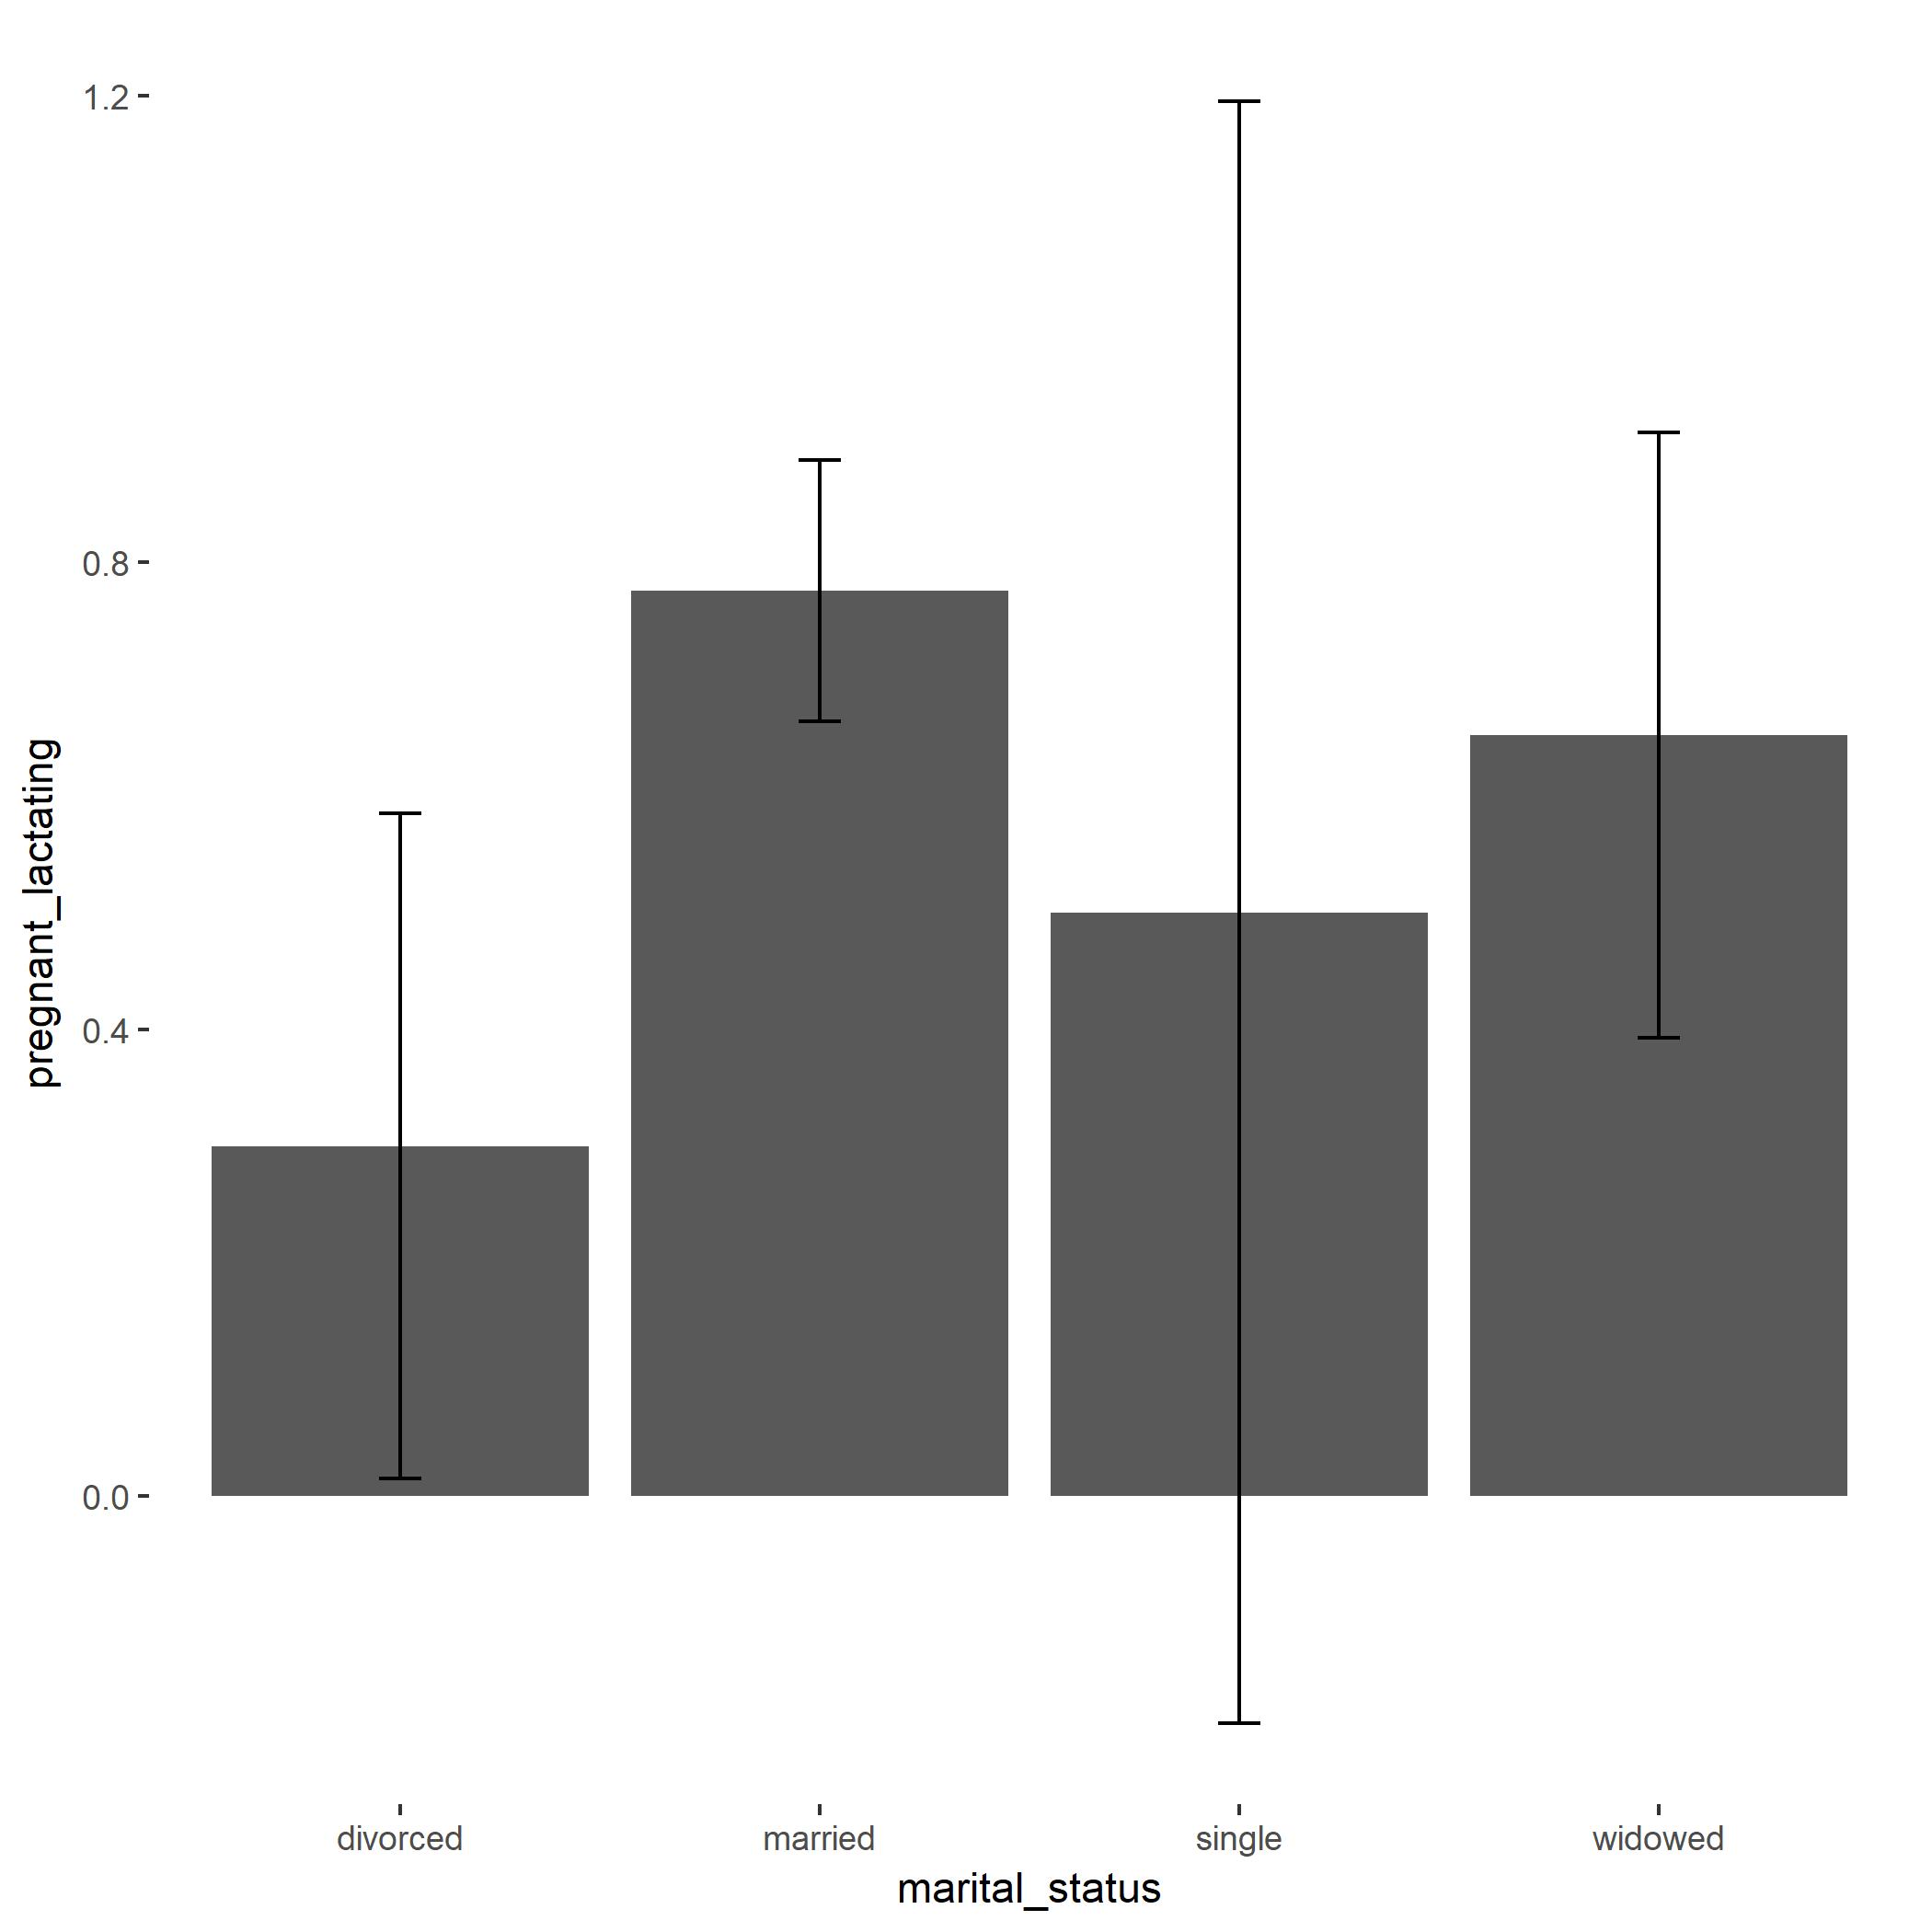 1.2
0.8
0.4
0.0
pregnant_lactating
divorced married single widowed
marital_status